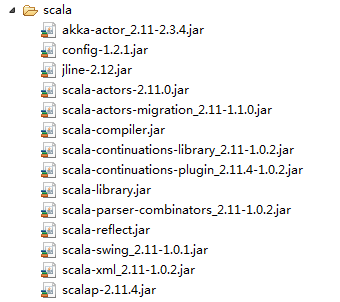 scala
akka-actor_2.11-2.3.4.jar
config-1.2.1.jar
jline-2.12.jar
scala-actors-2.11.0.jar
scala-actors-migration_2.11-1.1.0.jar
scala-compiler.jar
scala-continuations-library_2.11-1.0.2.jar
scala-continuations-plugin_2.11.4-1.0.2.jar
scala-library.jar
scala-parser-combinators_2.11-1.0.2.jar
scala-reflect.jar
scala-swing_2.11-1.0.1.jar
scala-xml_2.11-1.0.2.jar
scalap-2.11.4.jar